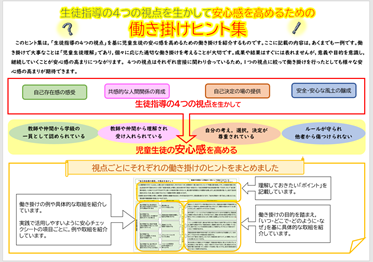 生徒指導の４つの視点を生かして安心感を高めるための
働き掛けヒント集
このヒント集は、「生徒指導の４つの視点」を基に児童生徒の安心感を高めるための働き掛けを紹介するものです。ここに記載の内容は、あくまでも一例です。働
き掛けで大事なことは「児童生徒理解」であり、個々に応じた適切な働き掛けを考えることが大切です。成果や結果はすぐには表れませんが、意義や目的を意識し、
継続していくことが安心感の高まりにつながります。４つの視点はそれぞれ密接に関わり合っているため、１つの視点に絞って働き掛けを行ったとしても様々な安
心感の高まりが期待できます。
自己存在感の感受
共感的な人間関係の育成
自己決定の場の提供
安全・安心な風土の醸成
生徒指導の４つの視点を生かして
教師や仲間から学級の
一員として認められている
教師や仲間から理解され
受け入れられている
自分の考え、選択、決定が
尊重されている
ルールが守られ
他者から傷つけられない
児童生徒の安心感を高める
視点ごとにそれぞれの働き掛けのヒントをまとめました
働き掛けの例や具体的な取組を紹介
しています。
実践で活用しやすいように安心チェッ
クシートの項目ごとに、例や取組を紹
介しています。
理解しておきたい「ポイント」を
記載しています。
働き掛けの目的を踏まえ、
「いつ・どこで・どのように・な
ぜ」を基に具体的な取組を紹
介しています。